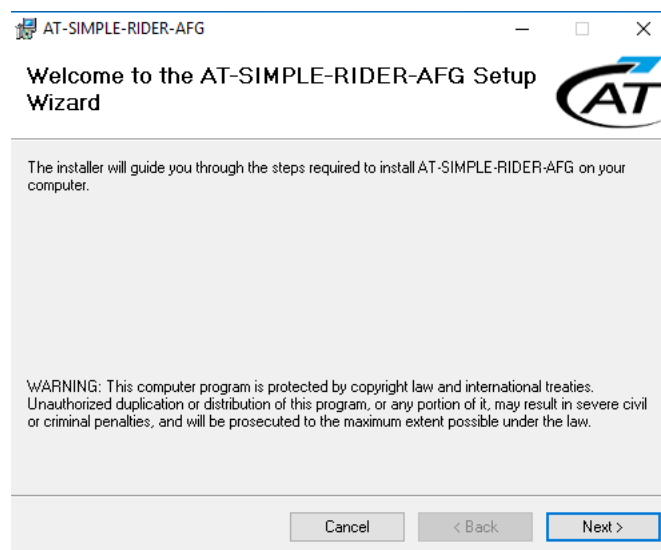 AT-SIMPLE-RIDER-AFG
Welcome to the AT-SIMPLE-RIDER-AFG Setup
Wizard
AT
The installer will guide you through the steps required to install AT-SIMPLE-RIDER-AFG on your
computer.
WARNING: This computer program is protected by copyright law and international treaties.
Unauthorized duplication or distribution of this program, or any portion of it, may result in severe civil
or criminal penalties, and will be prosecuted to the maximum extent possible under the law.
Cancel < Back Next >